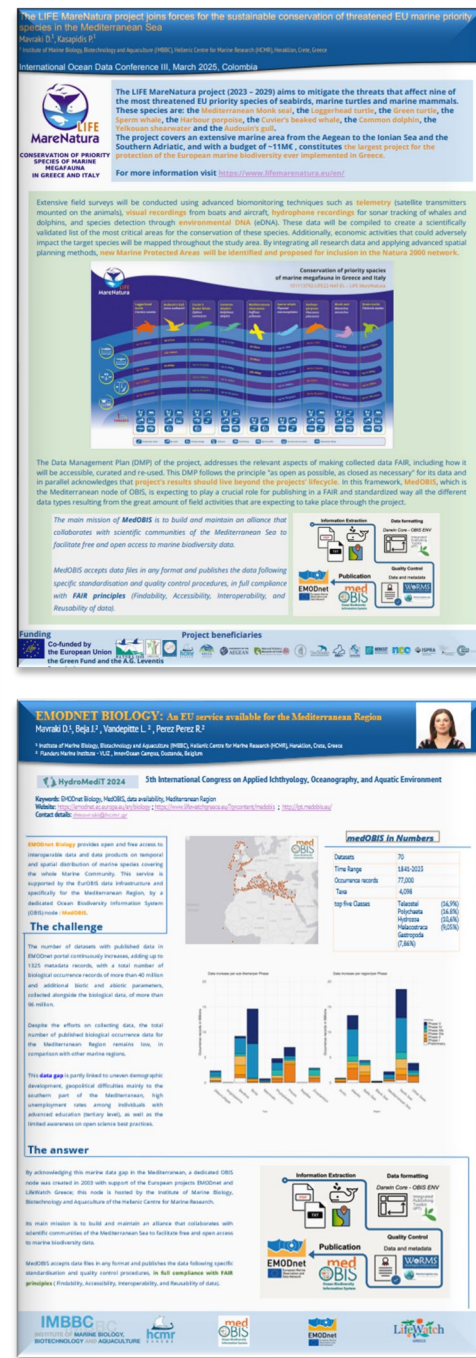 The LIFE MareNatura project joins forces for the sustainable conservation of threatened EU marine priority
species in the Mediterranean Sea
Mavraki D.¹, Kasapidis P.¹
¹ Institute of Marine Biology, Biotechnology and Aquaculture (IMBBC), Hellenic Centre for Marine Research (HCMR), Heraklion, Crete, Greece
International Ocean Data Conference III, March 2025, Colombia
LIFE
MareNatura
CONSERVATION OF PRIORITY
SPECIES OF MARINE
MEGAFAUNA
IN GREECE AND ITALY
The LIFE MareNatura project (2023 – 2029) aims to mitigate the threats that affect nine of
the most threatened EU priority species of seabirds, marine turtles and marine mammals.
These species are: the Mediterranean Monk seal, the Loggerhead turtle, the Green turtle, the
Sperm whale, the Harbour porpoise, the Cuvier's beaked whale, the Common dolphin, the
Yelkouan shearwater and the Audouin's gull.
The project covers an extensive marine area from the Aegean to the Ionian Sea and the
Southern Adriatic, and with a budget of ~11M€ , constitutes the largest project for the
protection of the European marine biodiversity ever implemented in Greece.
For more information visit https://www.lifemarenatura.eu/en/
Extensive field surveys will be conducted using advanced biomonitoring techniques such as telemetry (satellite transmitters
mounted on the animals), visual recordings from boats and aircraft, hydrophone recordings for sonar tracking of whales and
dolphins, and species detection through environmental DNA (eDNA). These data will be compiled to create a scientifically
validated list of the most critical areas for the conservation of these species. Additionally, economic activities that could adversely
impact the target species will be mapped throughout the study area. By integrating all research data and applying advanced spatial
planning methods, new Marine Protected Areas will be identified and proposed for inclusion in the Natura 2000 network.
LIFE
MareNatura
Conservation of priority species
of marine megafauna in Greece and Italy
The Data Management Plan (DMP) of the project, addresses the relevant aspects of making collected data FAIR, including how it
will be accessible, curated and re-used. This DMP follows the principle "as open as possible, as closed as necessary" for its data and
in parallel acknowledges that project's results should live beyond the projects' lifecycle. In this framework, MedOBIS, which is
the Mediterranean node of OBIS, is expecting to play a crucial role for publishing in a FAIR and standardized way all the different
data types resulting from the great amount of field activities that are expecting to take place through the project.
The main mission of MedOBIS is to build and maintain an alliance that
collaborates with scientific communities of the Mediterranean Sea to
facilitate free and open access to marine biodiversity data.
MedOBIS accepts data files in any format and publishes the data following
specific standardisation and quality control procedures, in full compliance
with FAIR principles (Findability, Accessibility, Interoperability, and
Reusability of data).
Information Extraction
Data formatting
Darwin Core - OBIS ENV
Quality Control
Data and metadata
WoRMS
Publication
EMODnet
med
OBIS
Funding
Project beneficiaries
Co-funded by
the European Union
the Green Fund and the A.G. Leventis
EMODNET BIOLOGY: An EU service available for the Mediterranean Region
Mavraki D.¹, Beja J.² , Vandepitte L. ² , Perez Perez R.²
¹ Institute of Marine Biology, Biotechnology and Aquaculture (IMBBC), Hellenic Centre for Marine Research (HCMR), Heraklion, Crete, Greece
² Flanders Marine Institute - VLIZ , InnovOcean Campus, Oostende, Belgium
HydroMediT 2024
5th International Congress on Applied Ichthyology, Oceanography, and Aquatic Environment
Keywords: EMODnet Biology, MedOBIS, data availability, Mediterranean Region
Contact details: dmavraki@hcmr.gr
EMODnet Biology provides open and free access to
interoperable data and data products on temporal
and spatial distribution of marine species covering
the whole Marine Community. This service is
supported by the EurOBIS data infrastructure and
specifically for the Mediterranean Region, by a
dedicated Ocean Biodiversity Information System
(OBIS) node : MedOBIS.
med
OBIS
medOBIS in Numbers
Datasets 70
Time Range 1841-2023
Occurrence records 77,000
Taxa 4,098
top five Classes Teleostei (16,9%)
Polychaeta (16.8%)
Hydrozoa (10,6%)
Malacostraca (9,05%)
Gastropoda
(7,86%)
The challenge
The number of datasets with published data in
EMODnet portal continuously increases, adding up to
1325 metadata records, with a total number of
biological occurrence records of more than 40 million
and additional biotic and abiotic parameters,
collected alongside the biological data, of more than
96 million.
Despite the efforts on collecting data, the total
number of published biological occurrence data for
the Mediterranean Region remains low, in
comparison with other marine regions.
This data gap is partly linked to uneven demographic
development, geopolitical difficulties mainly to the
southern part of the Mediterranean, high
unemployment rates among individuals with
advanced education (tertiary level), as well as the
limited awareness on open science best practices.
The answer
By acknowledging this marine data gap in the Mediterranean, a dedicated OBIS
node was created in 2003 with support of the European projects EMODnet and
LifeWatch Greece; this node is hosted by the Institute of Marine Biology,
Biotechnology and Aquaculture of the Hellenic Centre for Marine Research.
Its main mission is to build and maintain an alliance that collaborates with
scientific communities of the Mediterranean Sea to facilitate free and open access
to marine biodiversity data.
MedOBIS accepts data files in any format and publishes the data following specific
standardisation and quality control procedures, in full compliance with FAIR
principles ( Findability, Accessibility, Interoperability, and Reusability of data).
Information Extraction
TXT
PDF
Data formatting
Darwin Core - OBIS ENV
Quality Control
Data and metadata
WoRMS
Publication
EMODnet
med
OBIS
IMBBC
INSTITUTE OF MARINE BIOLOGY,
BIOTECHNOLOGY AND AQUACULTURE
hcmr
med
OBIS
EMODnet
LifeWatch
GREECE